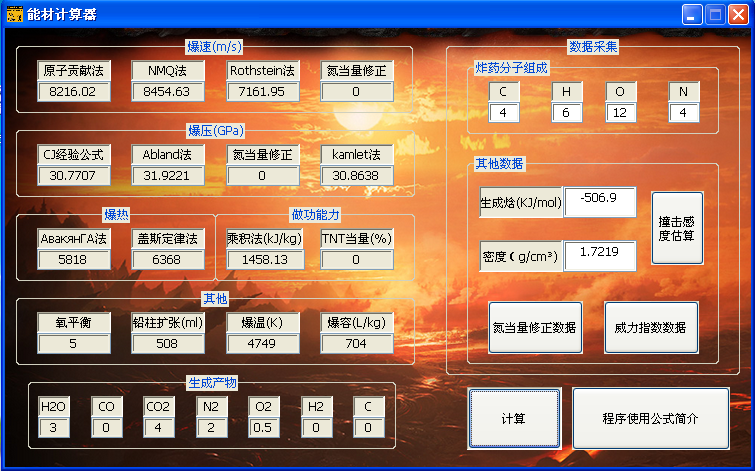 能材计算器
爆速(m/s)
原子贡献法 NMQ法 Rothstein法 氮当量修正
8216.02 8454.63 7161.95 0
爆压(GPa)
CJ经验公式 Abland法 氮当量修正 kamlet法
30.7707 31.9221 0 30.8638
爆热 做功能力
АвакянГА法 盖斯定律法 乘积法(kJ/kg) TNT当量(%)
5818 6368 1458.13 0
其他
氧平衡 铅柱扩张(ml) 爆温(K) 爆容(L/kg)
5 508 4749 704
生成产物
H2O CO CO2 N2 O2 H2 C
3 0 4 2 0.5 0 0
数据采集
炸药分子组成
C H O N
4 6 12 4
其他数据
生成焓(KJ/mol) -506.9
密度 ( g/cm³) 1.7219
撞击感
度估算
氮当量修正数据 威力指数数据
计算 程序使用公式简介